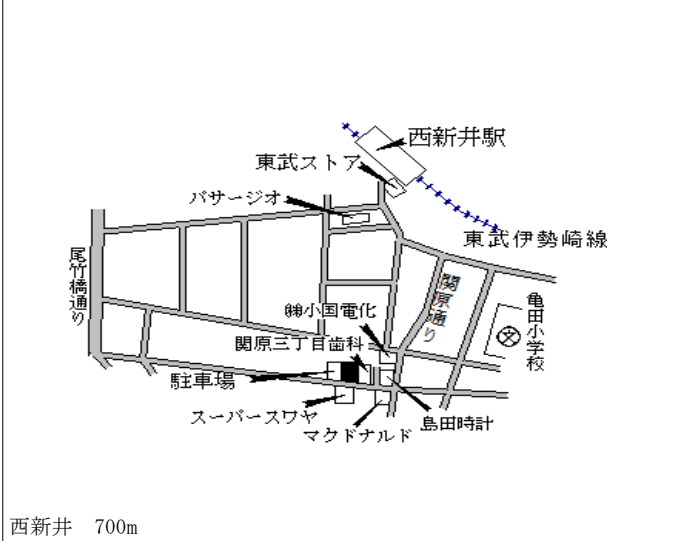 西新井駅
東武ストア
パサージオ
東武伊勢崎線
尾竹橋通り
関原通り
亀田小学校
㈱小国電化
関原三丁目歯科
駐車場
スーパースワヤ
マクドナルド
島田時計
西新井　700m